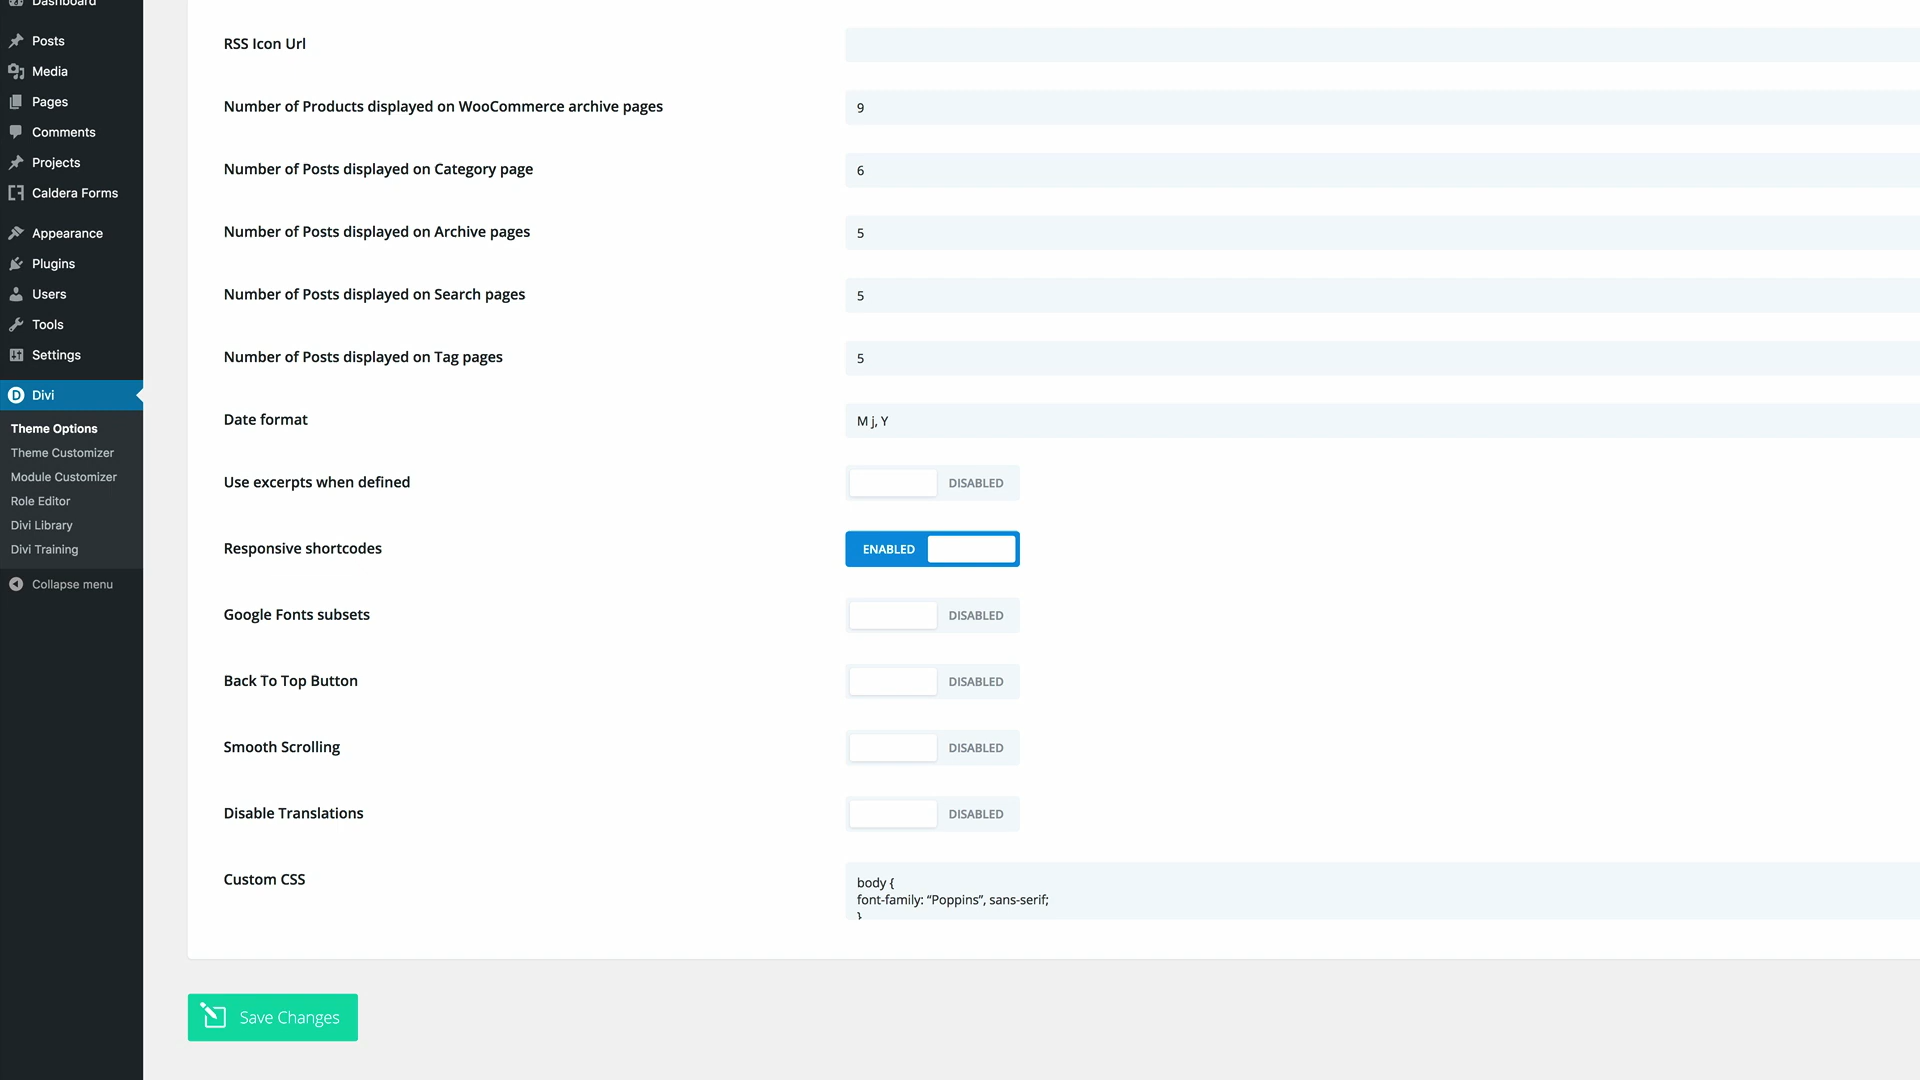 Dashboard
Posts
Media
Pages
Comments
Projects
Caldera Forms
Appearance
Plugins
Users
Tools
Settings
Divi
Theme Options
Theme Customizer
Module Customizer
Role Editor
Divi Library
Divi Training
Collapse menu
RSS Icon Url
Number of Products displayed on WooCommerce archive pages
9
Number of Posts displayed on Category page
6
Number of Posts displayed on Archive pages
5
Number of Posts displayed on Search pages
5
Number of Posts displayed on Tag pages
5
Date format
M j, Y
Use excerpts when defined
DISABLED
Responsive shortcodes
ENABLED
Google Fonts subsets
DISABLED
Back To Top Button
DISABLED
Smooth Scrolling
DISABLED
Disable Translations
DISABLED
Custom CSS
body {
font-family: “Poppins”, sans-serif;
}
Save Changes